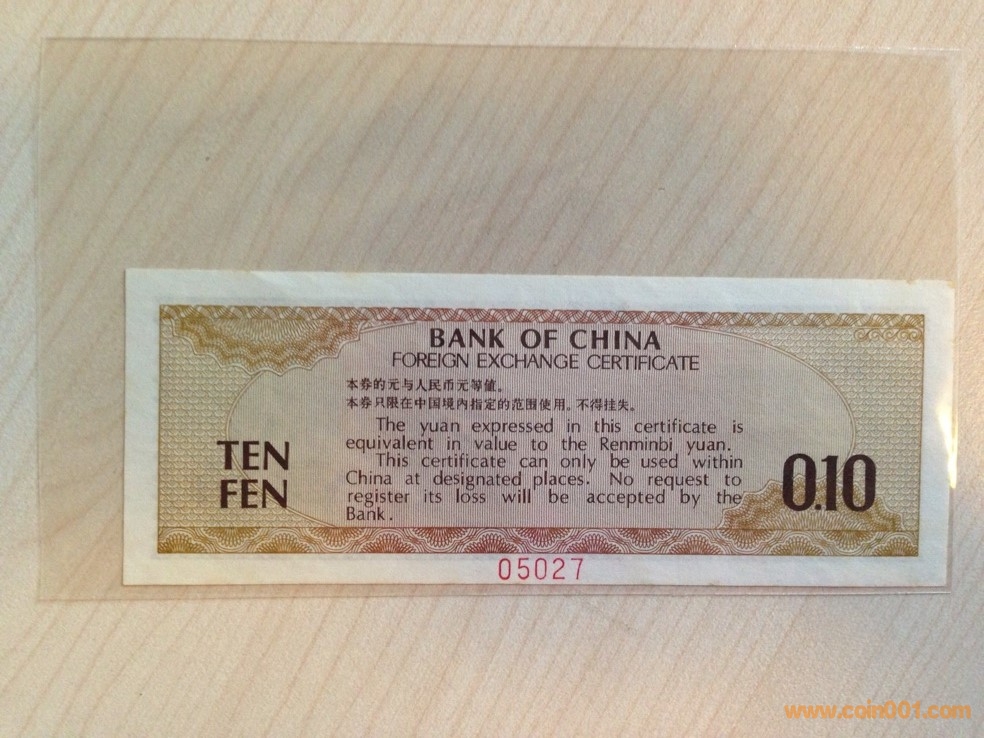 BANK OF CHINA
FOREIGN EXCHANGE CERTIFICATE
本券的元与人民币元等值。
本券只限在中国境内指定的范围使用。不得挂失。
The yuan expressed in this certificate is
equivalent in value to the Renminbi yuan.
This certificate can only be used within
China at designated places. No request to
register its loss will be accepted by the
Bank.
TEN
FEN
0.10
05027
www.coin001.com